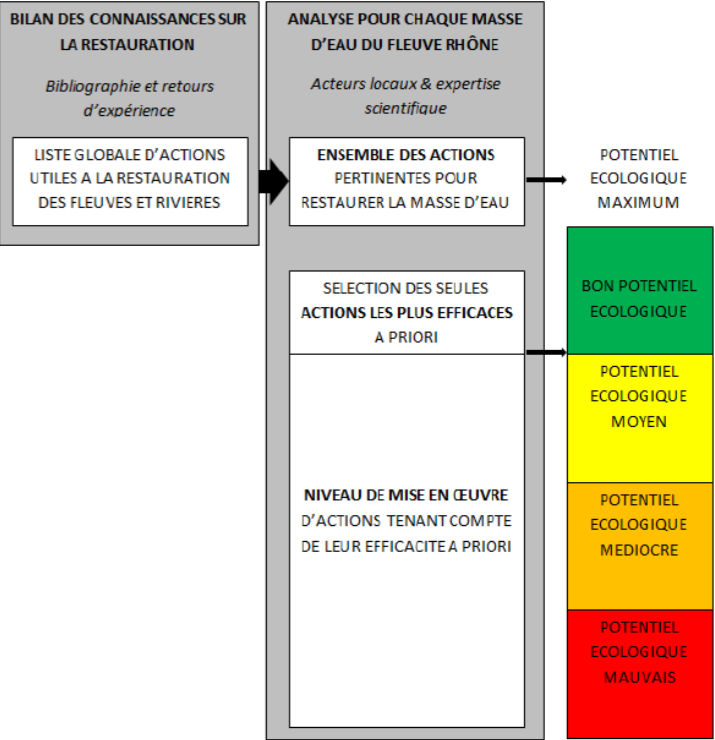 BILAN DES CONNAISSANCES SUR
LA RESTAURATION
Bibliographie et retours
d'expérience
LISTE GLOBALE D'ACTIONS
UTILES A LA RESTAURATION
DES FLEUVES ET RIVIERES
ANALYSE POUR CHAQUE MASSE
D'EAU DU FLEUVE RHÔNE
Acteurs locaux & expertise
scientifique
ENSEMBLE DES ACTIONS
PERTINENTES POUR
RESTAURER LA MASSE D'EAU
SELECTION DES SEULES
ACTIONS LES PLUS EFFICACES
A PRIORI
NIVEAU DE MISE EN ŒUVRE
D'ACTIONS TENANT COMPTE
DE LEUR EFFICACITE A PRIORI
POTENTIEL
ECOLOGIQUE
MAXIMUM
BON POTENTIEL
ECOLOGIQUE
POTENTIEL
ECOLOGIQUE
MOYEN
POTENTIEL
ECOLOGIQUE
MEDIOCRE
POTENTIEL
ECOLOGIQUE
MAUVAIS